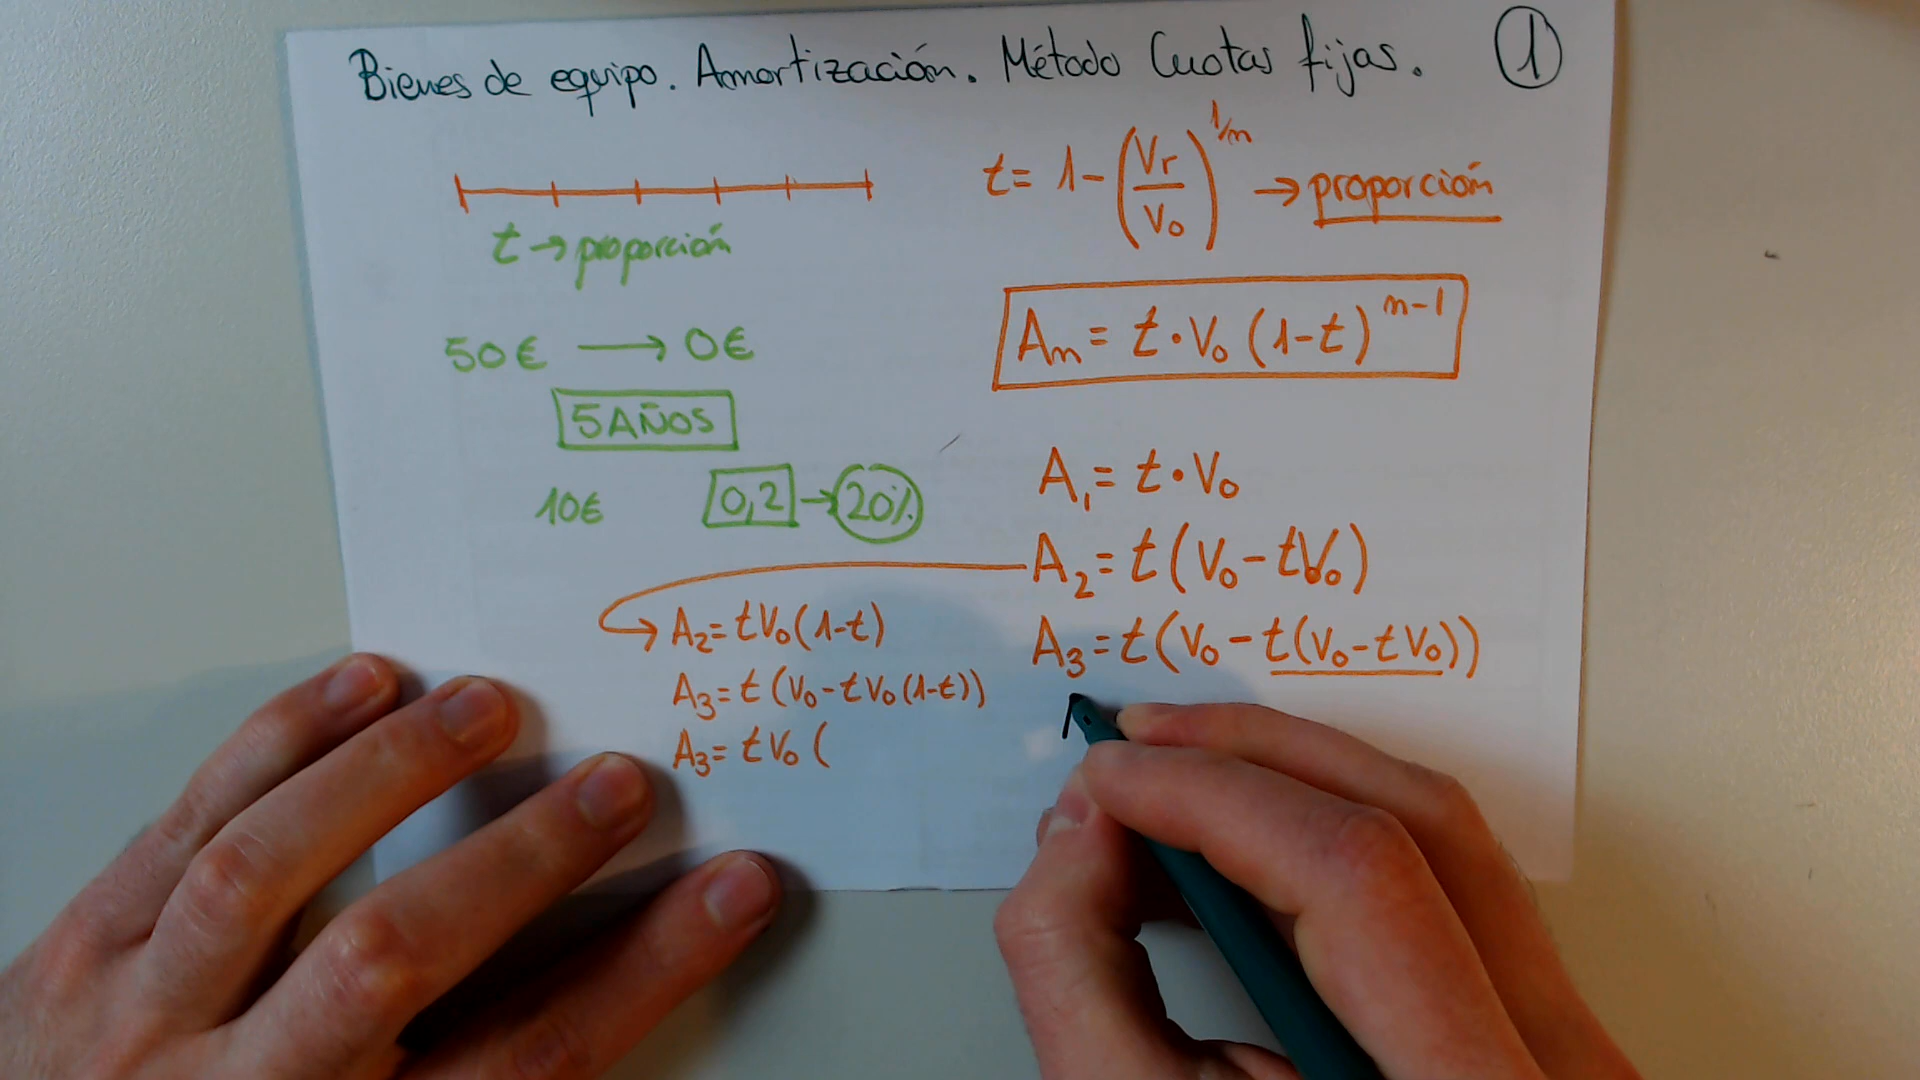 Bienes de equipo. Amortización. Método Cuotas fijas. 1
t → proporción
50€ → 0€
5 AÑOS
10€ 0,2 → 20%
t = 1 - (Vr/V₀)^1/n → proporción
Aₙ = t · V₀ (1-t)^n-1
A₁ = t · V₀
A₂ = t (V₀ - tV₀)
A₃ = t (V₀ - t (V₀ - tV₀))
A₂ = tV₀ (1-t)
A₃ = t (V₀ - tV₀ (1-t))
A₃ = tV₀ (